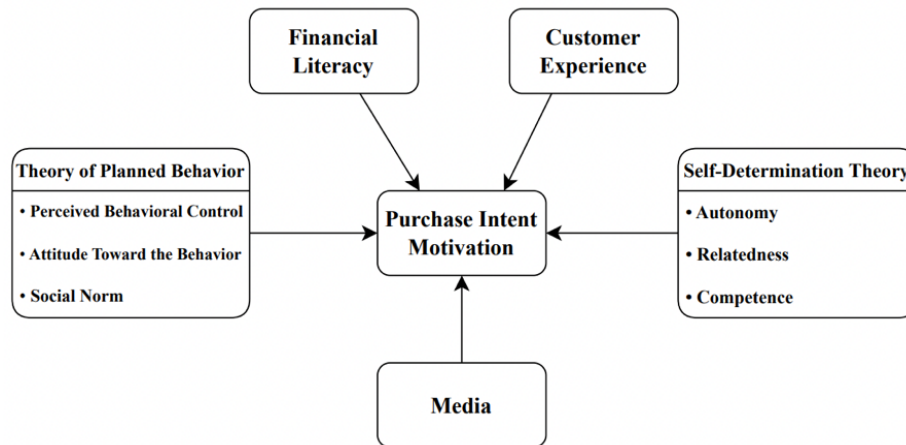 Financial
Literacy
Customer
Experience
Theory of Planned Behavior
• Perceived Behavioral Control
• Attitude Toward the Behavior
• Social Norm
Purchase Intent
Motivation
Self-Determination Theory
• Autonomy
• Relatedness
• Competence
Media